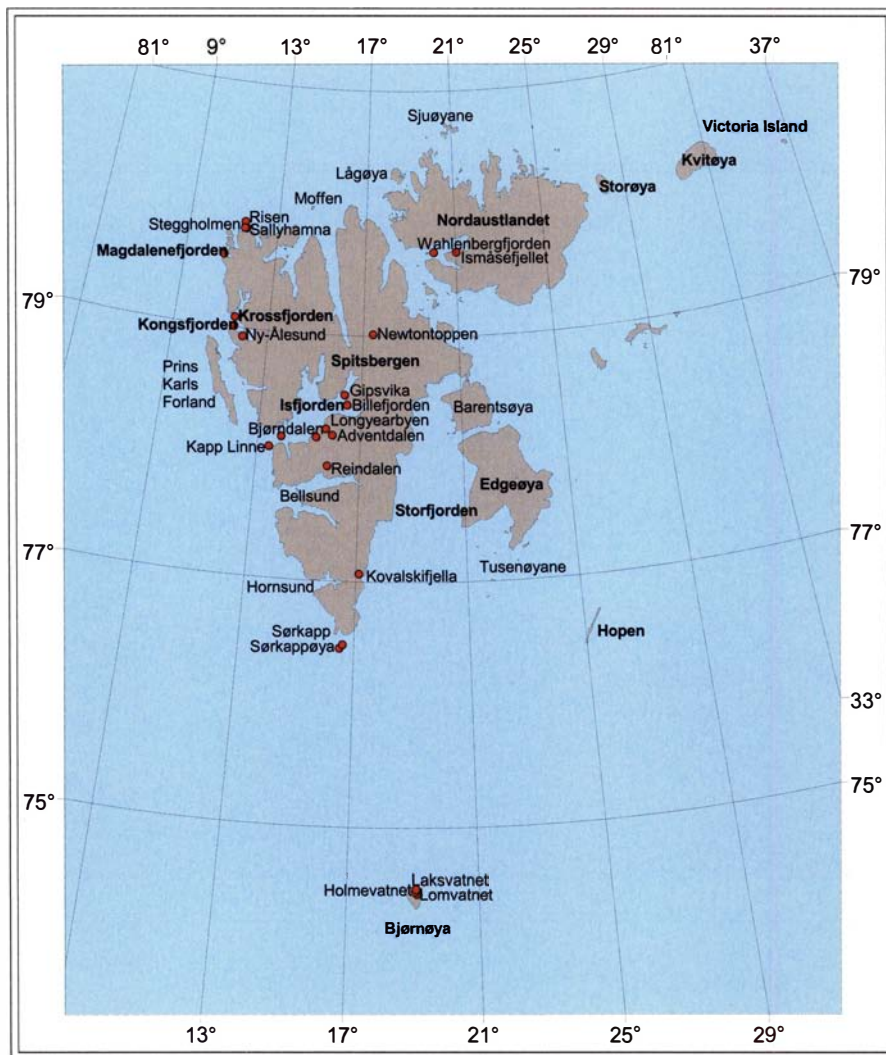 81° 9° 13° 17° 21° 25° 29° 81° 37°
Sjuøyane
Victoria Island
Kvitøya
Lågøya
Storøya
Moffen
Nordaustlandet
Risen
Steggholmen
Sallyhamna
Wahlenbergfjorden
Magdalenefjorden
Ismåsefjellet
79°
79°
Krossfjorden
Kongsfjorden
Ny-Ålesund
Newtontoppen
Prins
Karls
Forland
Spitsbergen
Gipsvika
Isfjorden
Billefjorden
Barentsøya
Longyearbyen
Bjørndalen
Adventdalen
Kapp Linne
Reindalen
Edgeøya
Bellsund
Storfjorden
77°
77°
Tusenøyane
Kovalskifjella
Hornsund
Sørkapp
Hopen
Sørkappøya
33°
75°
75°
Laksvatnet
Holmevatnet
Lomvatnet
Bjørnøya
13° 17° 21° 25° 29°